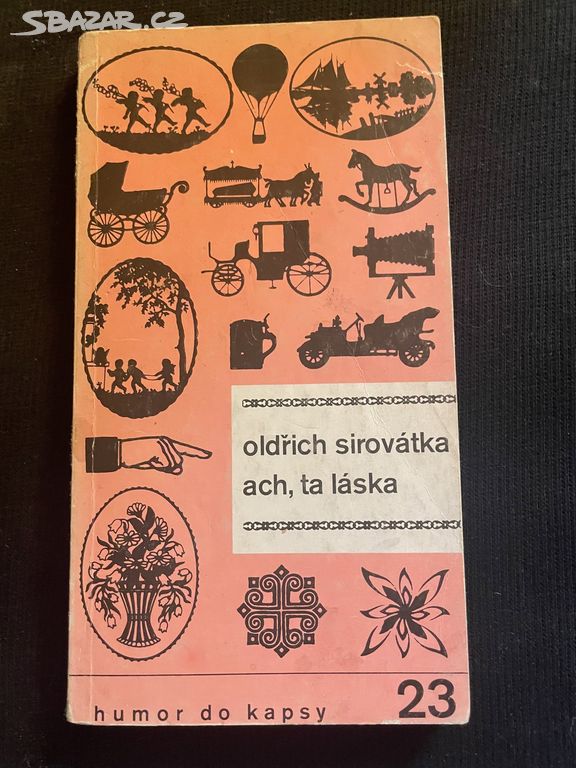 SBAZAR.CZ
oldřich sirovátka
ach, ta láska
humor do kapsy 23